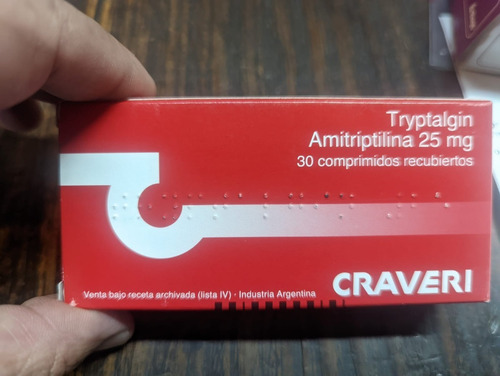 Tryptalgin
Amitriptilina 25 mg
30 comprimidos recubiertos
Venta bajo receta archivada (lista IV) · Industria Argentina
CRAVERI